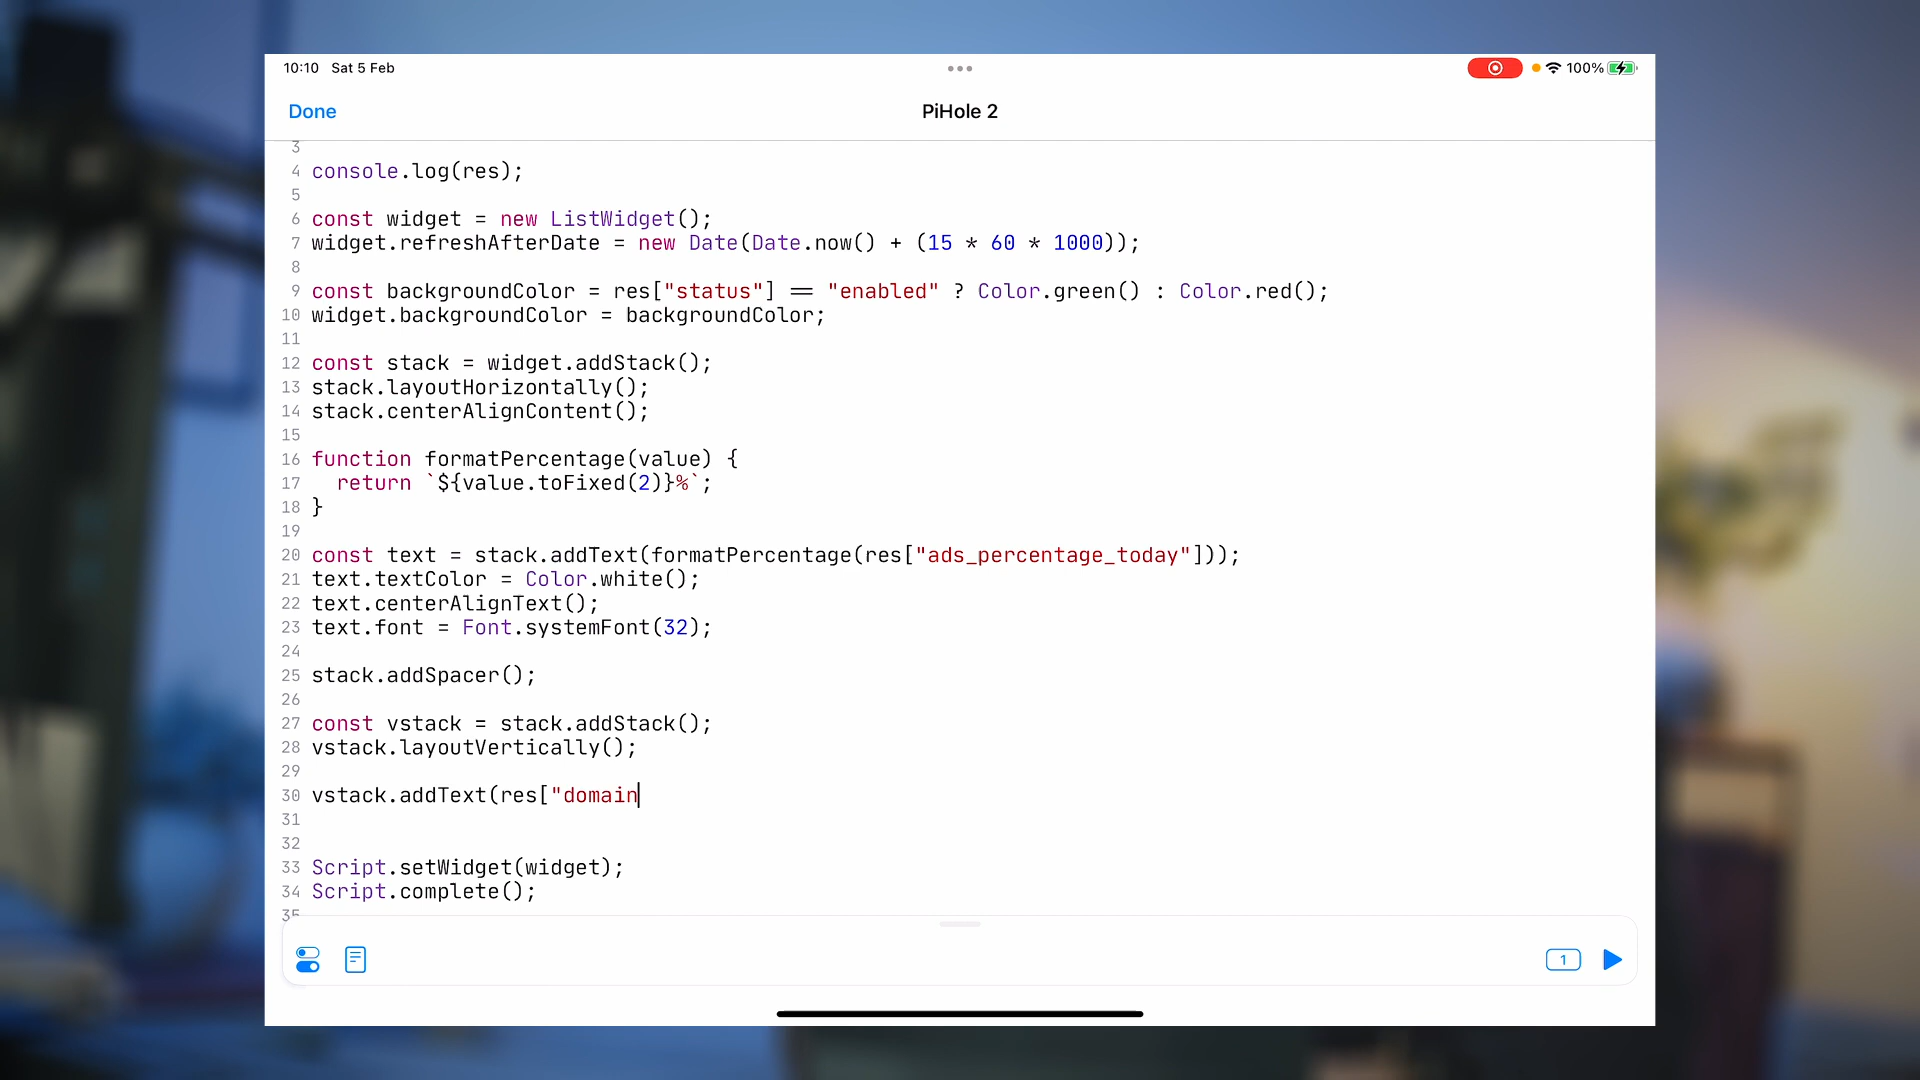 10:10 Sat 5 Feb
100%
Done
PiHole 2
3
4 console.log(res);
5
6 const widget = new ListWidget();
7 widget.refreshAfterDate = new Date(Date.now() + (15 * 60 * 1000));
8
9 const backgroundColor = res["status"] == "enabled" ? Color.green() : Color.red();
10 widget.backgroundColor = backgroundColor;
11
12 const stack = widget.addStack();
13 stack.layoutHorizontally();
14 stack.centerAlignContent();
15
16 function formatPercentage(value) {
17   return `${value.toFixed(2)}%`;
18 }
19
20 const text = stack.addText(formatPercentage(res["ads_percentage_today"]));
21 text.textColor = Color.white();
22 text.centerAlignText();
23 text.font = Font.systemFont(32);
24
25 stack.addSpacer();
26
27 const vstack = stack.addStack();
28 vstack.layoutVertically();
29
30 vstack.addText(res["domain
31
32
33 Script.setWidget(widget);
34 Script.complete();
35
1